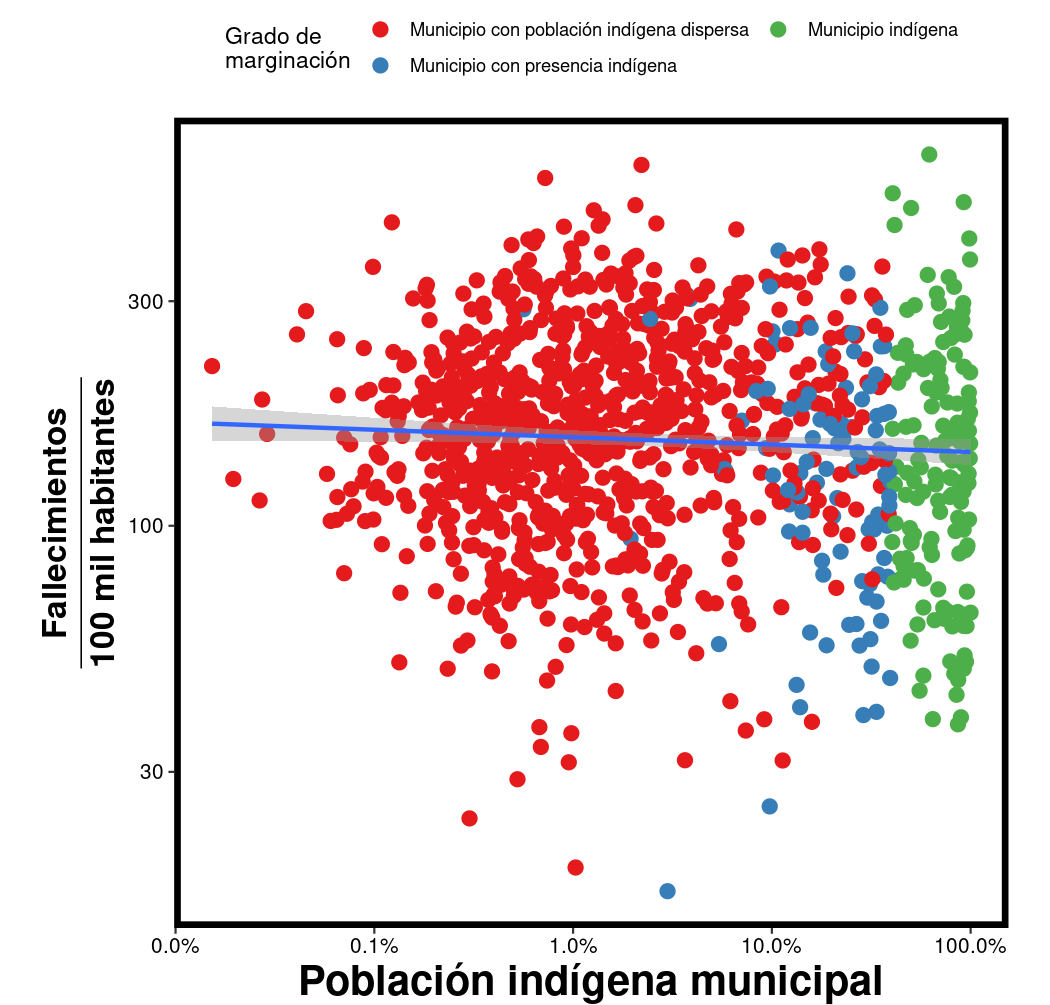 Grado de
marginación
Municipio con población indígena dispersa
Municipio indígena
Municipio con presencia indígena
Fallecimientos
100 mil habitantes
300
100
30
0.0%
0.1%
1.0%
10.0%
100.0%
Población indígena municipal